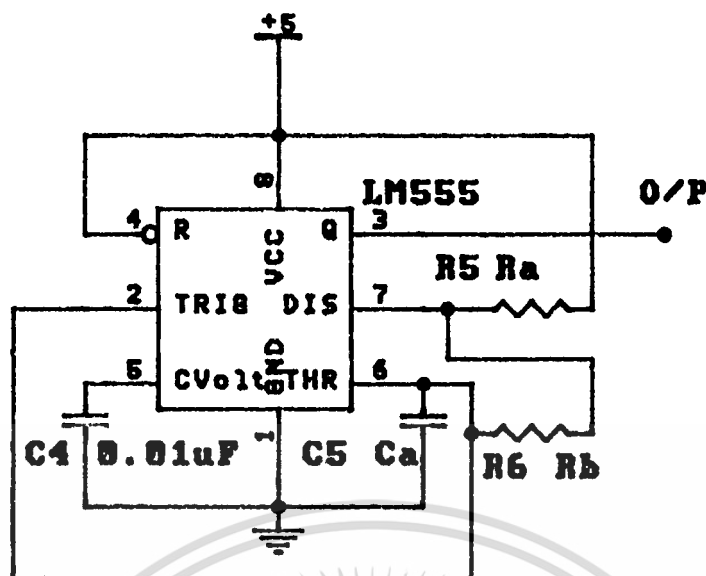 +5
8
LM555
O/P
4
R
VCC
Q
3
R5 Ra
2
TRIG
DIS
7
5
CVolt
GND
THR
6
C4 0.01uF
1
C5 Ca
R6 Rb